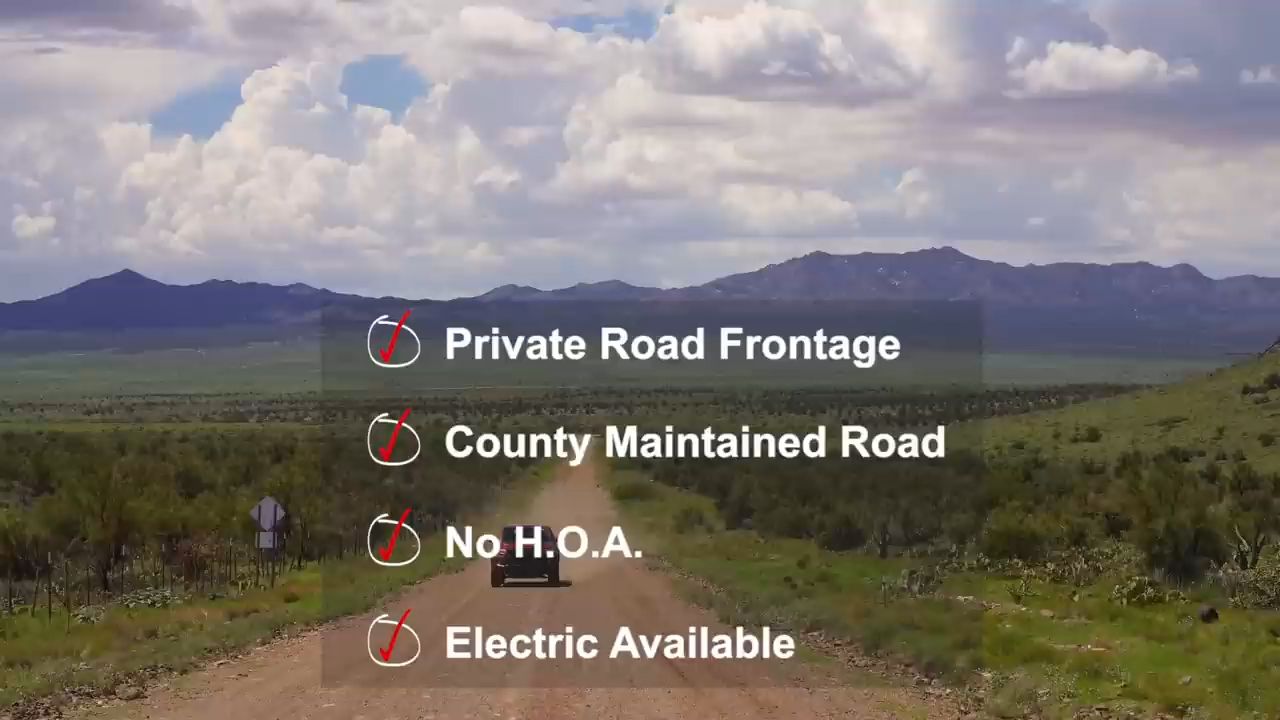 Private Road Frontage
County Maintained Road
No H.O.A.
Electric Available